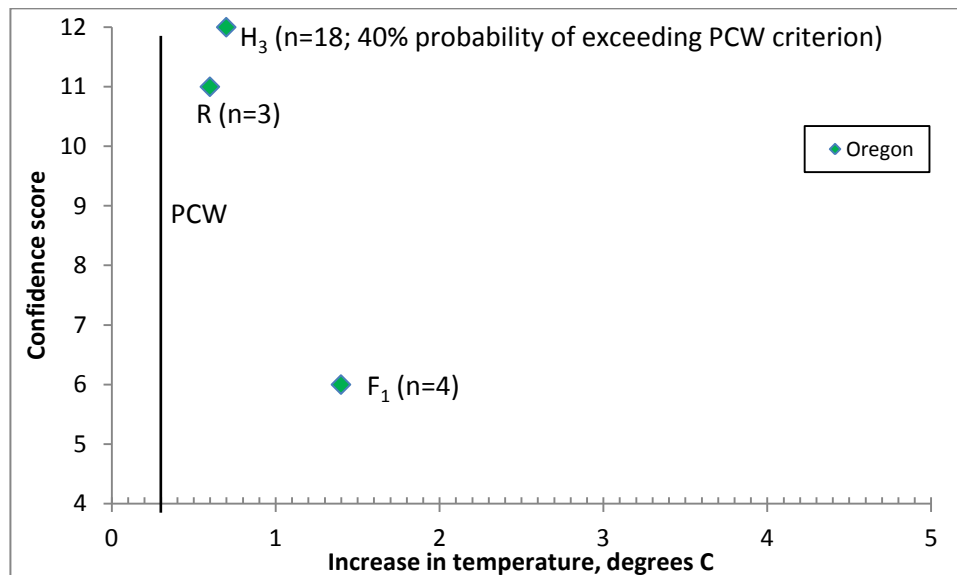 12
H₃ (n=18; 40% probability of exceeding PCW criterion)
11
R (n=3)
10
Oregon
9
PCW
8
7
6
F₁ (n=4)
5
4
Confidence score
0 1 2 3 4 5
Increase in temperature, degrees C